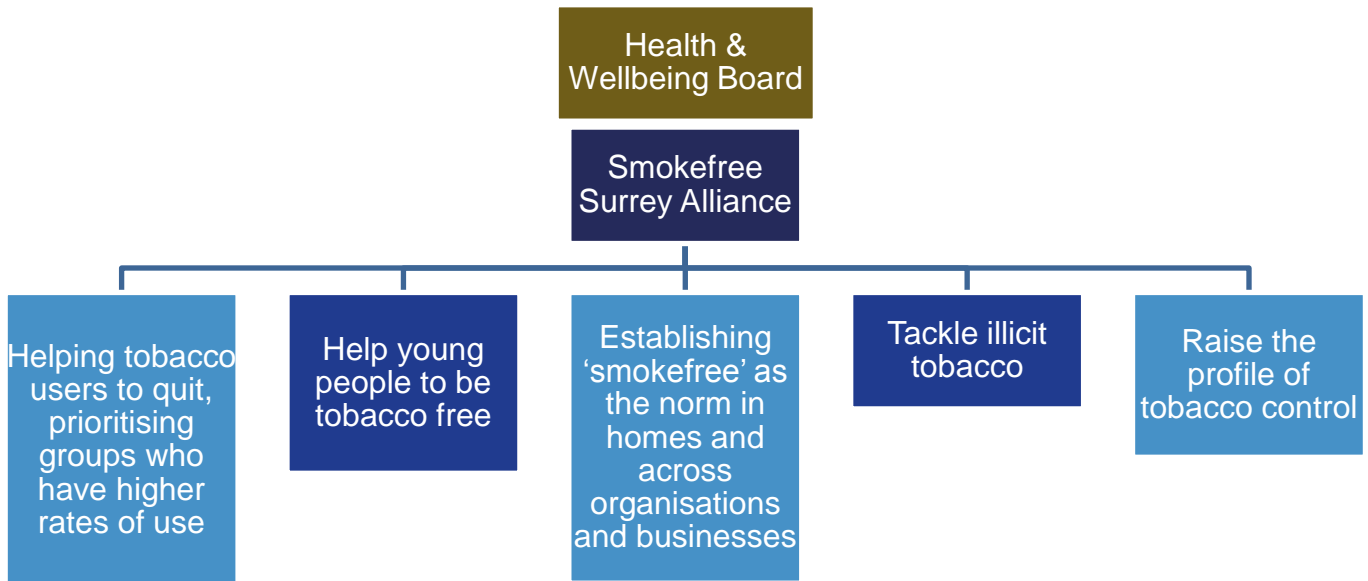 Health &
Wellbeing Board
Smokefree
Surrey Alliance
Helping tobacco
users to quit,
prioritising
groups who
have higher
rates of use
Help young
people to be
tobacco free
Establishing
‘smokefree’ as
the norm in
homes and
across
organisations
and businesses
Tackle illicit
tobacco
Raise the
profile of
tobacco control